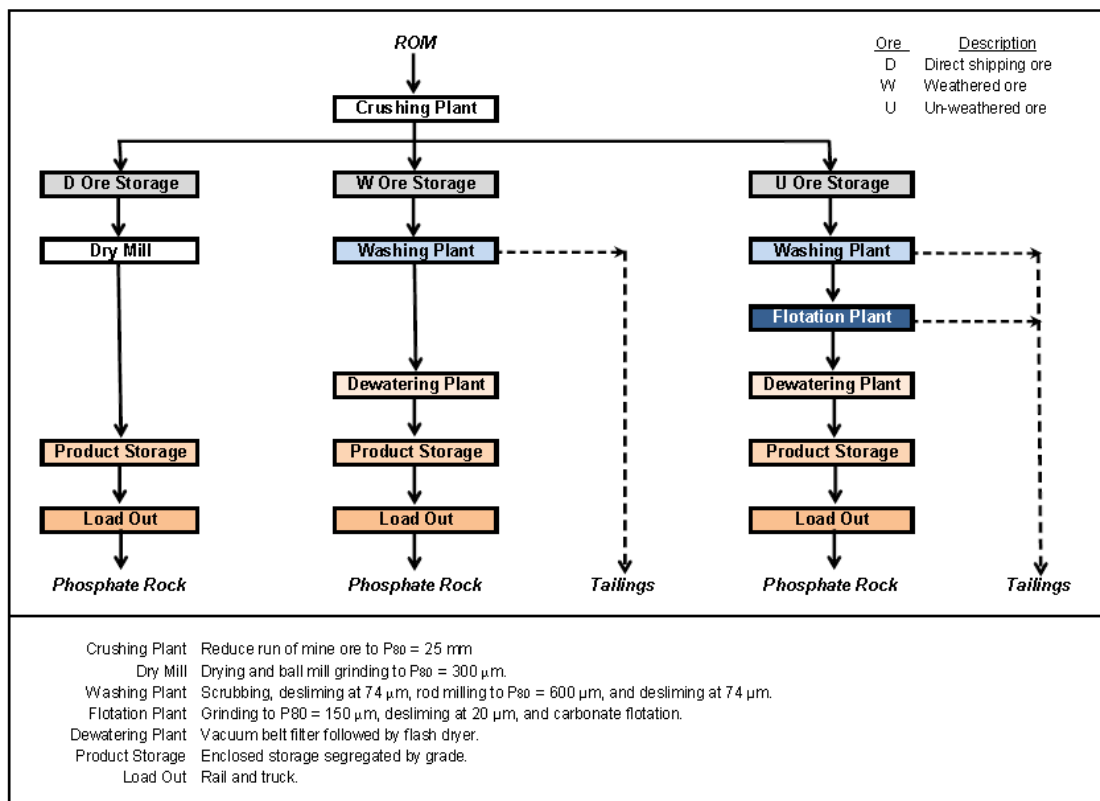 ROM
Ore Description
D Direct shipping ore
W Weathered ore
U Un-weathered ore
Crushing Plant
D Ore Storage W Ore Storage U Ore Storage
Dry Mill Washing Plant Washing Plant
Flotation Plant
Dewatering Plant Dewatering Plant
Product Storage Product Storage Product Storage
Load Out Load Out Load Out
Phosphate Rock Phosphate Rock Tailings Phosphate Rock Tailings
Crushing Plant Reduce run of mine ore to P80 = 25 mm
Dry Mill Drying and ball mill grinding to P80 = 300 µm.
Washing Plant Scrubbing, desliming at 74 µm, rod milling to P80 = 600 µm, and desliming at 74 µm.
Flotation Plant Grinding to P80 = 150 µm, desliming at 20 µm, and carbonate flotation.
Dewatering Plant Vacuum belt filter followed by flash dryer.
Product Storage Enclosed storage segregated by grade.
Load Out Rail and truck.